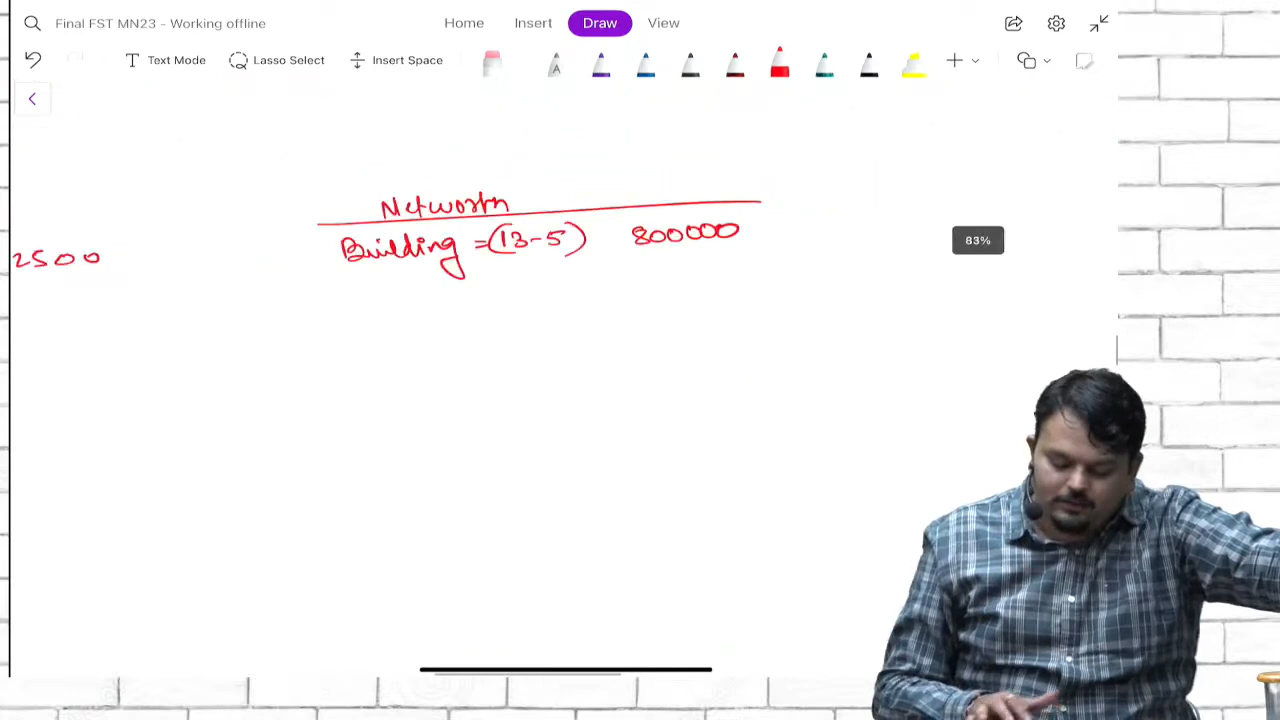 Final FST MN23 - Working offline
Home Insert Draw View
Text Mode Lasso Select Insert Space
A
Networth
Building =(13-5) 800000
2500
83%